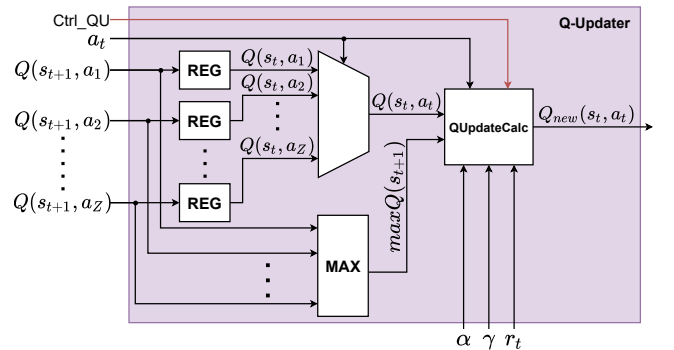 Ctrl_QU
Q-Updater
a_t
Q(s_{t+1}, a_1)
REG
Q(s_t, a_1)
Q(s_t, a_2)
Q(s_{t+1}, a_2)
REG
Q(s_t, a_t)
QUpdateCalc
Q_{new}(s_t, a_t)
Q(s_t, a_Z)
Q(s_{t+1}, a_Z)
REG
maxQ(s_{t+1})
MAX
α γ r_t